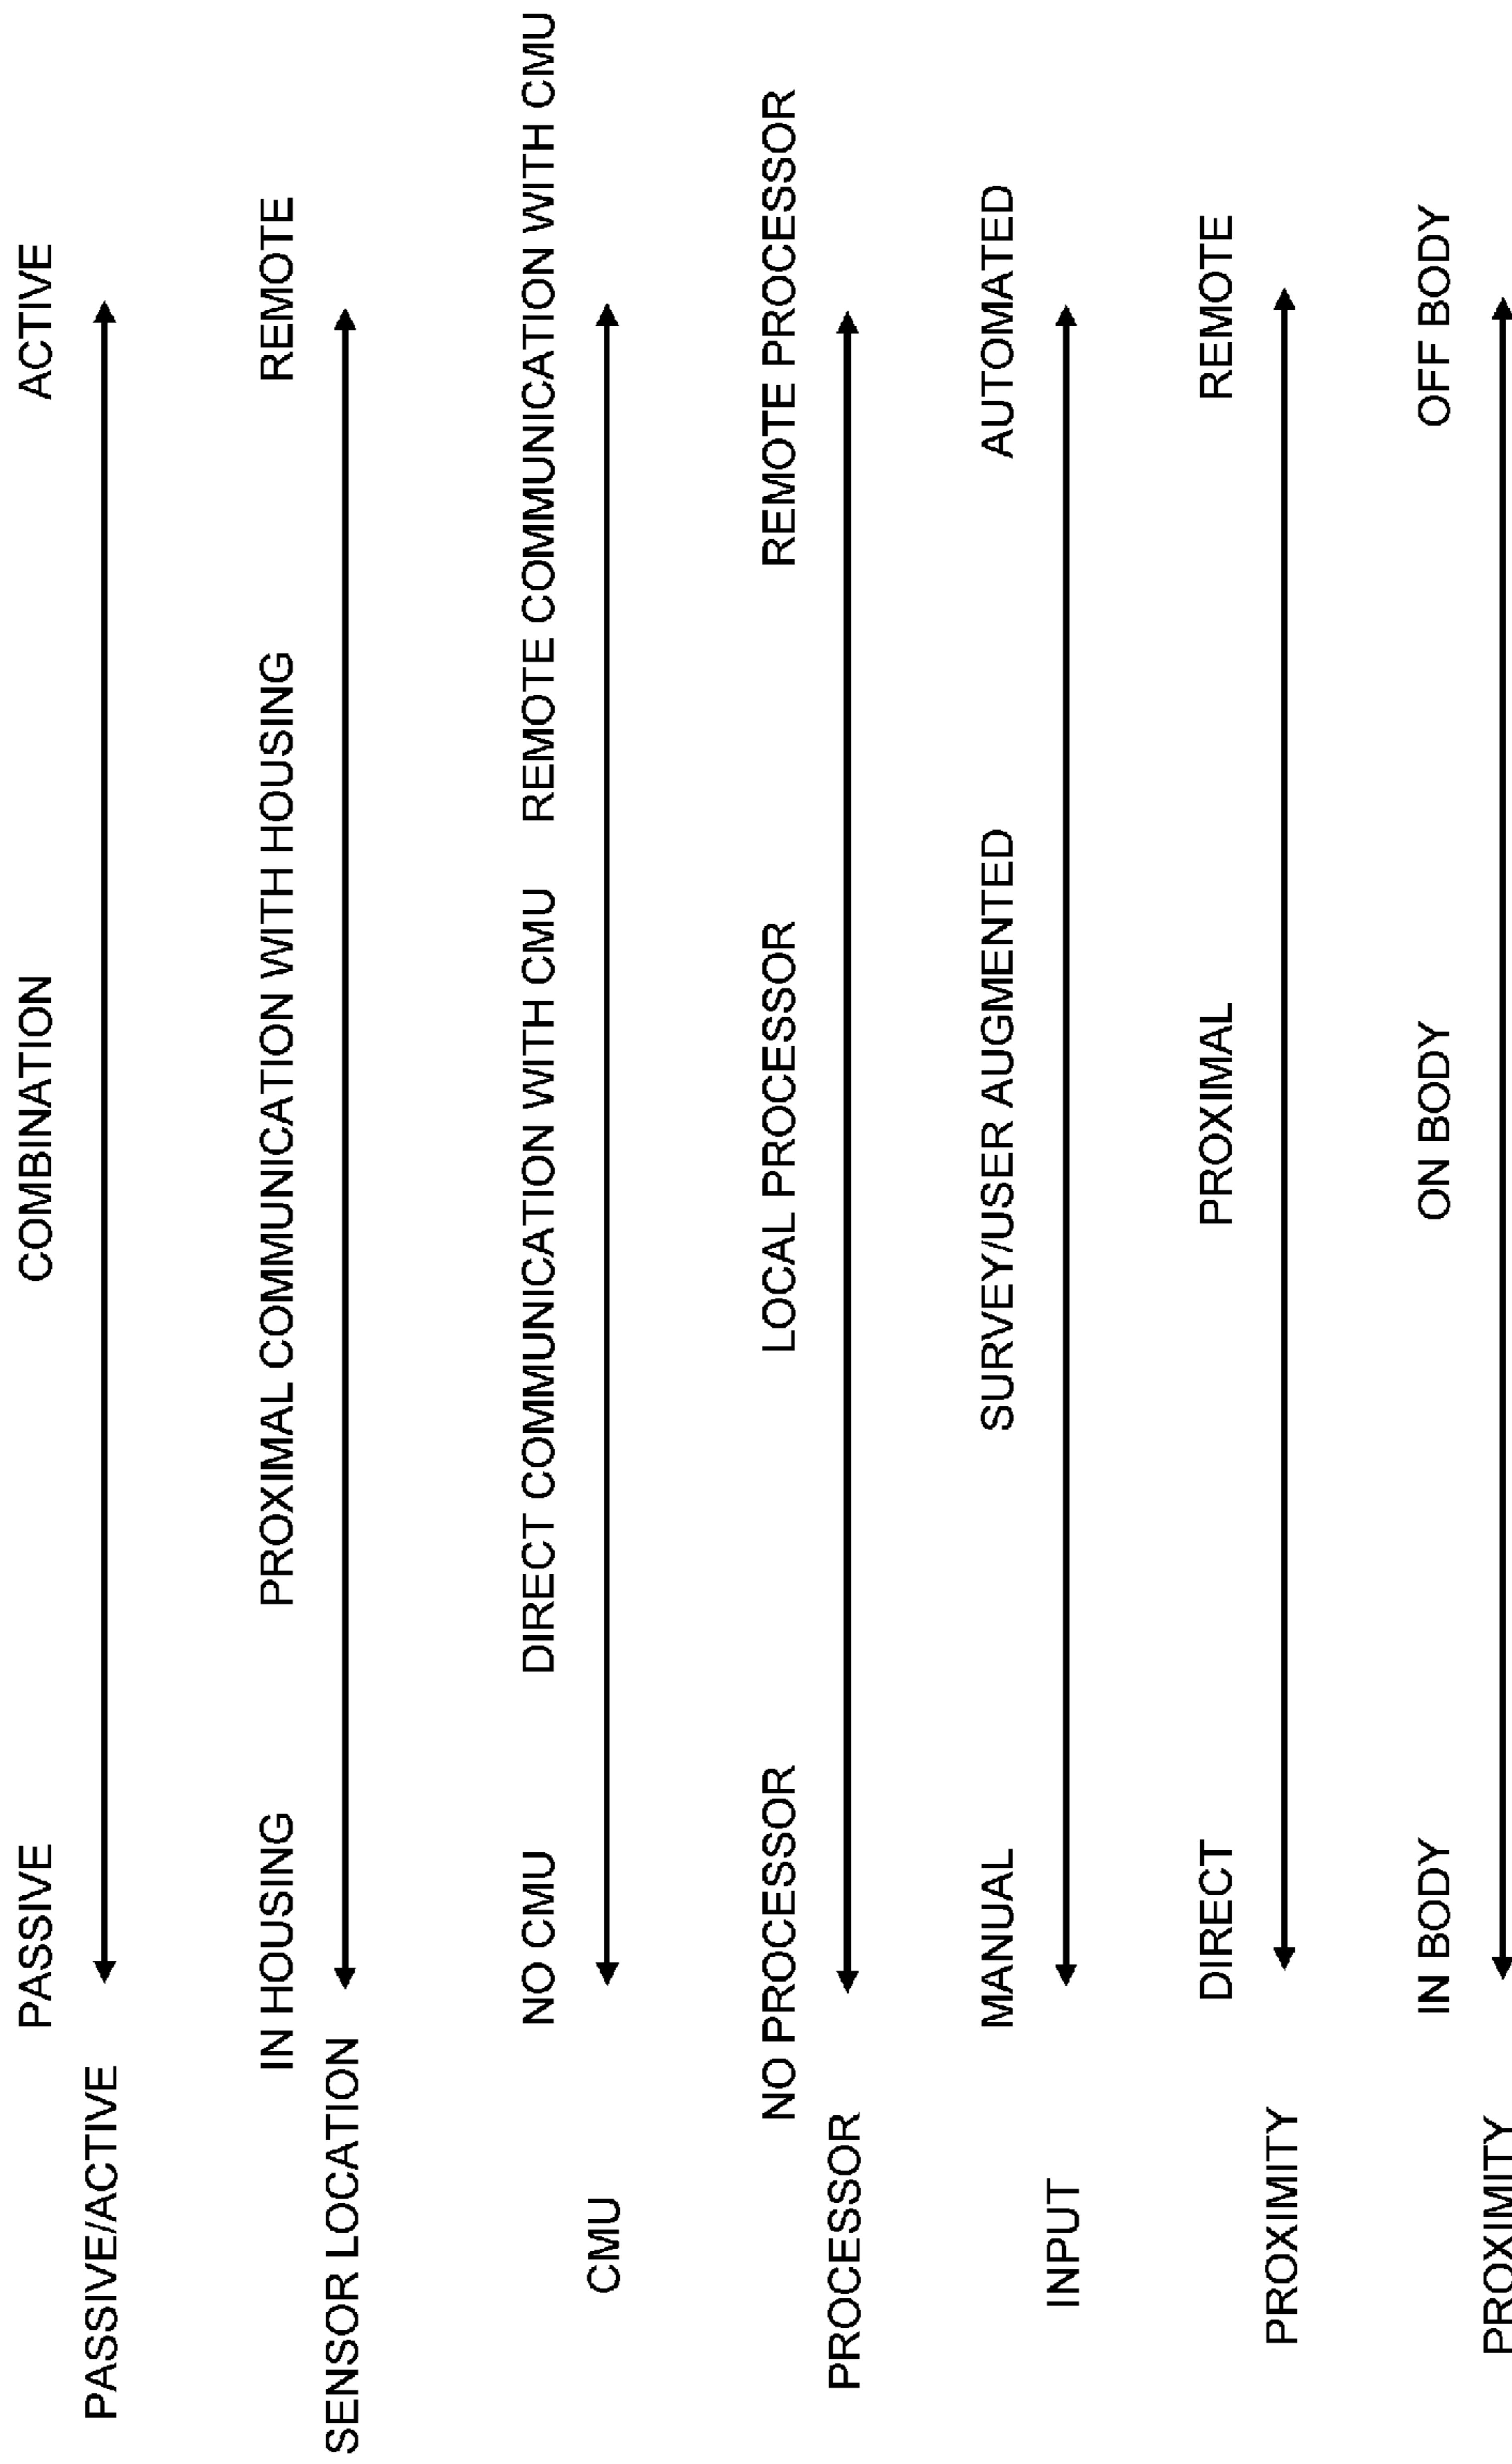 PASSIVE COMBINATION ACTIVE
PASSIVE/ACTIVE
IN HOUSING PROXIMAL COMMUNICATION WITH HOUSING REMOTE
SENSOR LOCATION
NO CMU DIRECT COMMUNICATION WITH CMU REMOTE COMMUNICATION WITH CMU
CMU
NO PROCESSOR LOCAL PROCESSOR REMOTE PROCESSOR
PROCESSOR
MANUAL SURVEY/USER AUGMENTED AUTOMATED
INPUT
DIRECT PROXIMAL REMOTE
PROXIMITY
IN BODY ON BODY OFF BODY
PROXIMITY